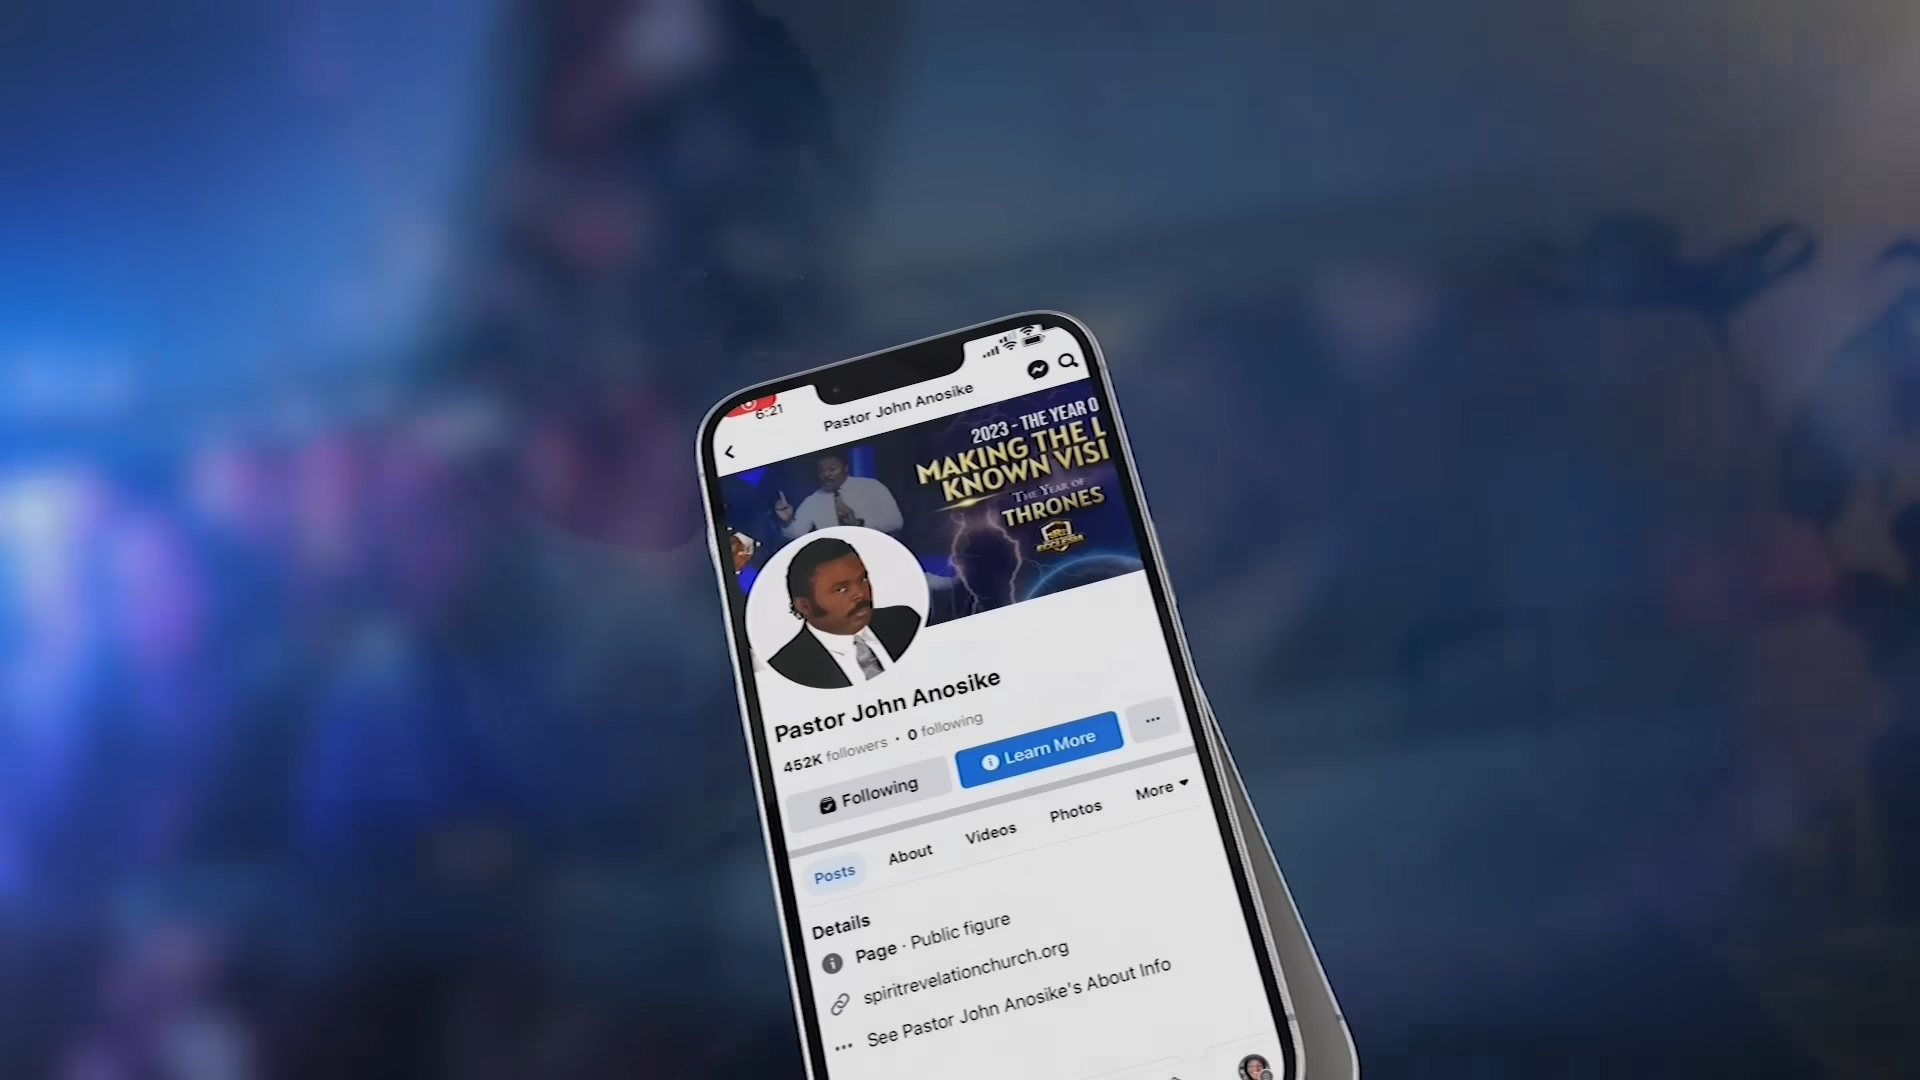 6:21
Pastor John Anosike
2023 - THE YEAR O
MAKING THE L
KNOWN VISI
THE YEAR OF
THRONES
ECCLESIA
Pastor John Anosike
452K followers · 0 following
Following
Learn More
Posts
About
Videos
Photos
More
Details
Page · Public figure
spiritrevelationchurch.org
See Pastor John Anosike's About Info